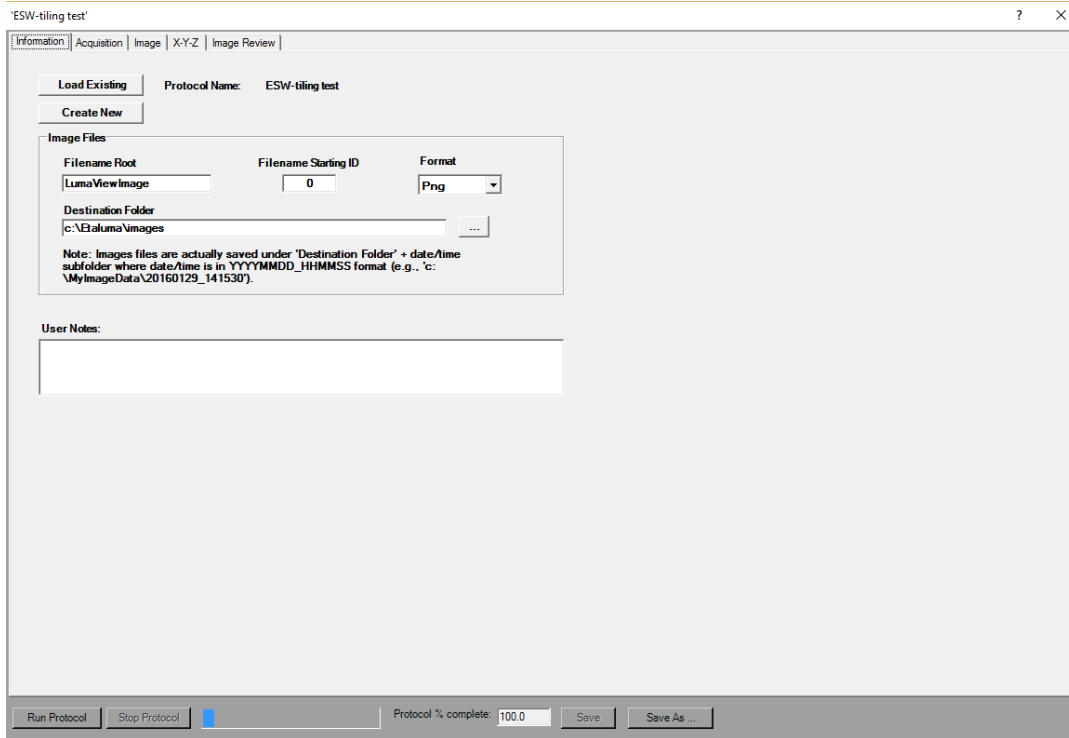 'ESW-tiling test'
?
Information Acquisition Image X-Y-Z Image Review
Load Existing Protocol Name: ESW-tiling test
Create New
Image Files
Filename Root Filename Starting ID Format
LumaViewImage 0 Png
Destination Folder
c:\Etaluma\images ...
Note: Images files are actually saved under 'Destination Folder' + date/time
subfolder where date/time is in YYYYMMDD_HHMMSS format (e.g., 'c:
\MyImageData\20160129_141530').
User Notes:
Run Protocol Stop Protocol Protocol % complete: 100.0 Save Save As ...